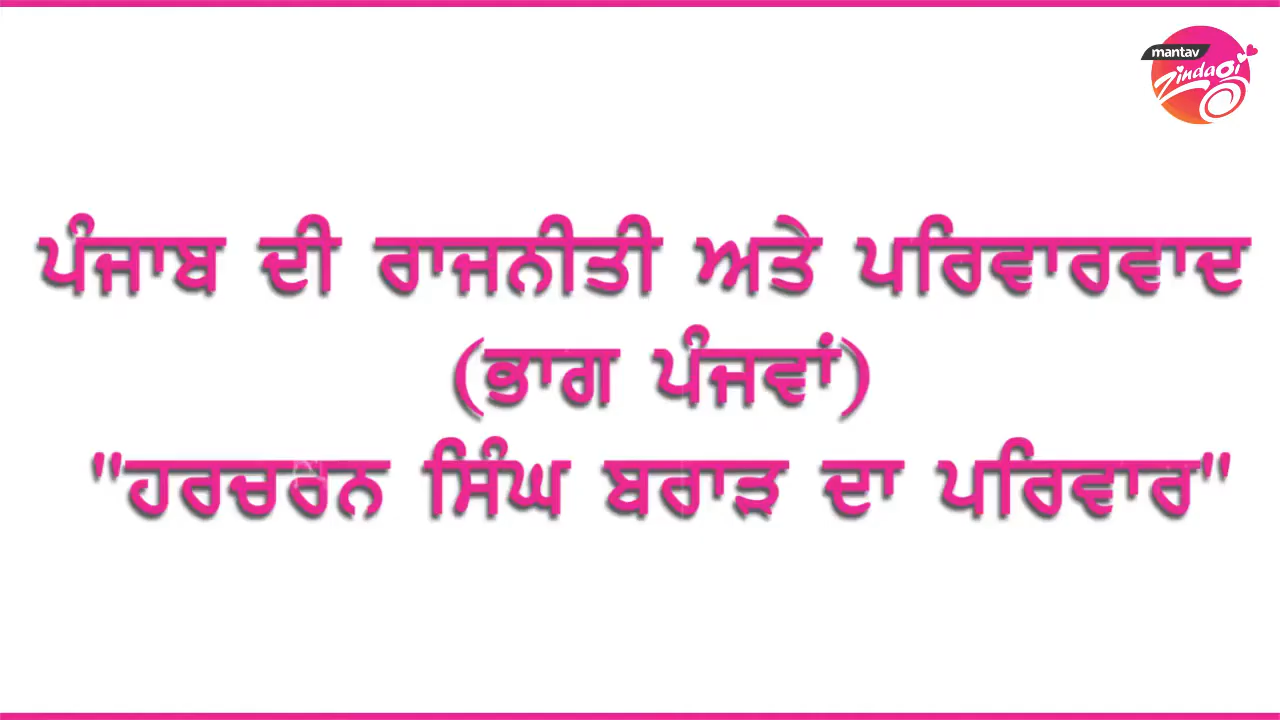 mantav
Zindagi
ਪੰਜਾਬ ਦੀ ਰਾਜਨੀਤੀ ਅਤੇ ਪਰਿਵਾਰਵਾਦ
(ਭਾਗ ਪੰਜਵਾਂ)
"ਹਰਚਰਨ ਸਿੰਘ ਬਰਾੜ ਦਾ ਪਰਿਵਾਰ"